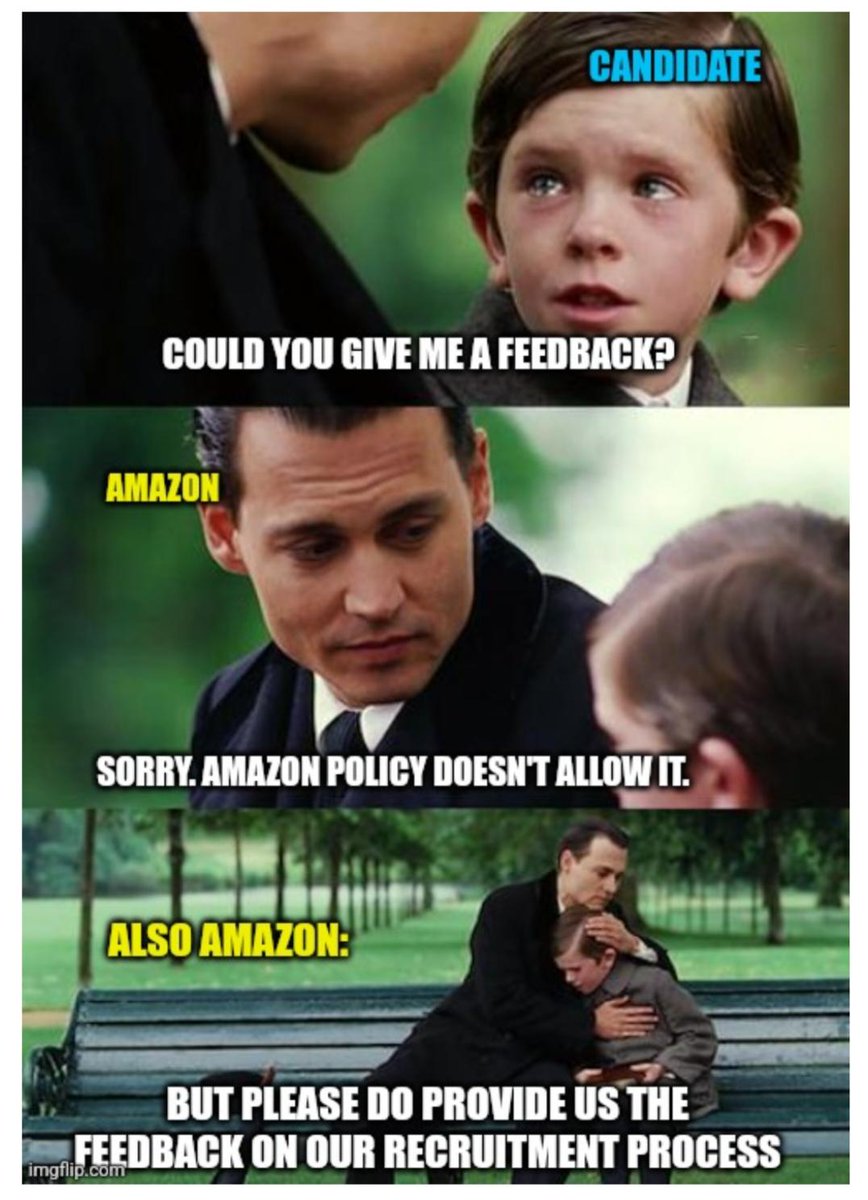 CANDIDATE
COULD YOU GIVE ME A FEEDBACK?
AMAZON
SORRY. AMAZON POLICY DOESN'T ALLOW IT.
ALSO AMAZON:
BUT PLEASE DO PROVIDE US THE
FEEDBACK ON OUR RECRUITMENT PROCESS
imgflip.com